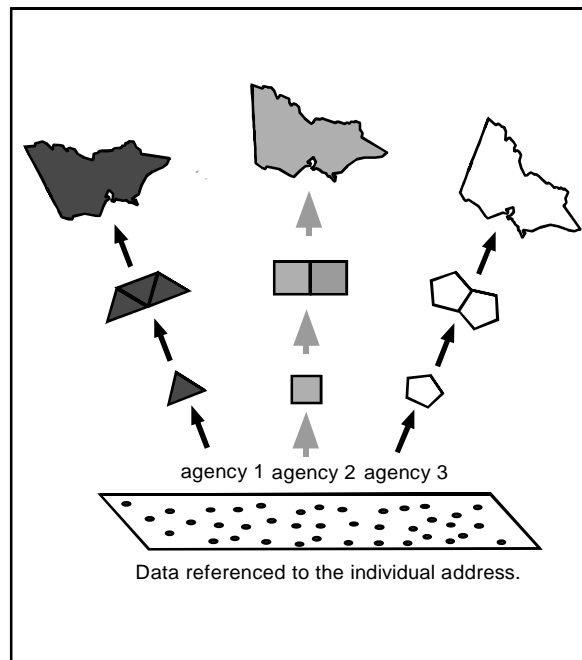 agency 1 agency 2 agency 3
Data referenced to the individual address.